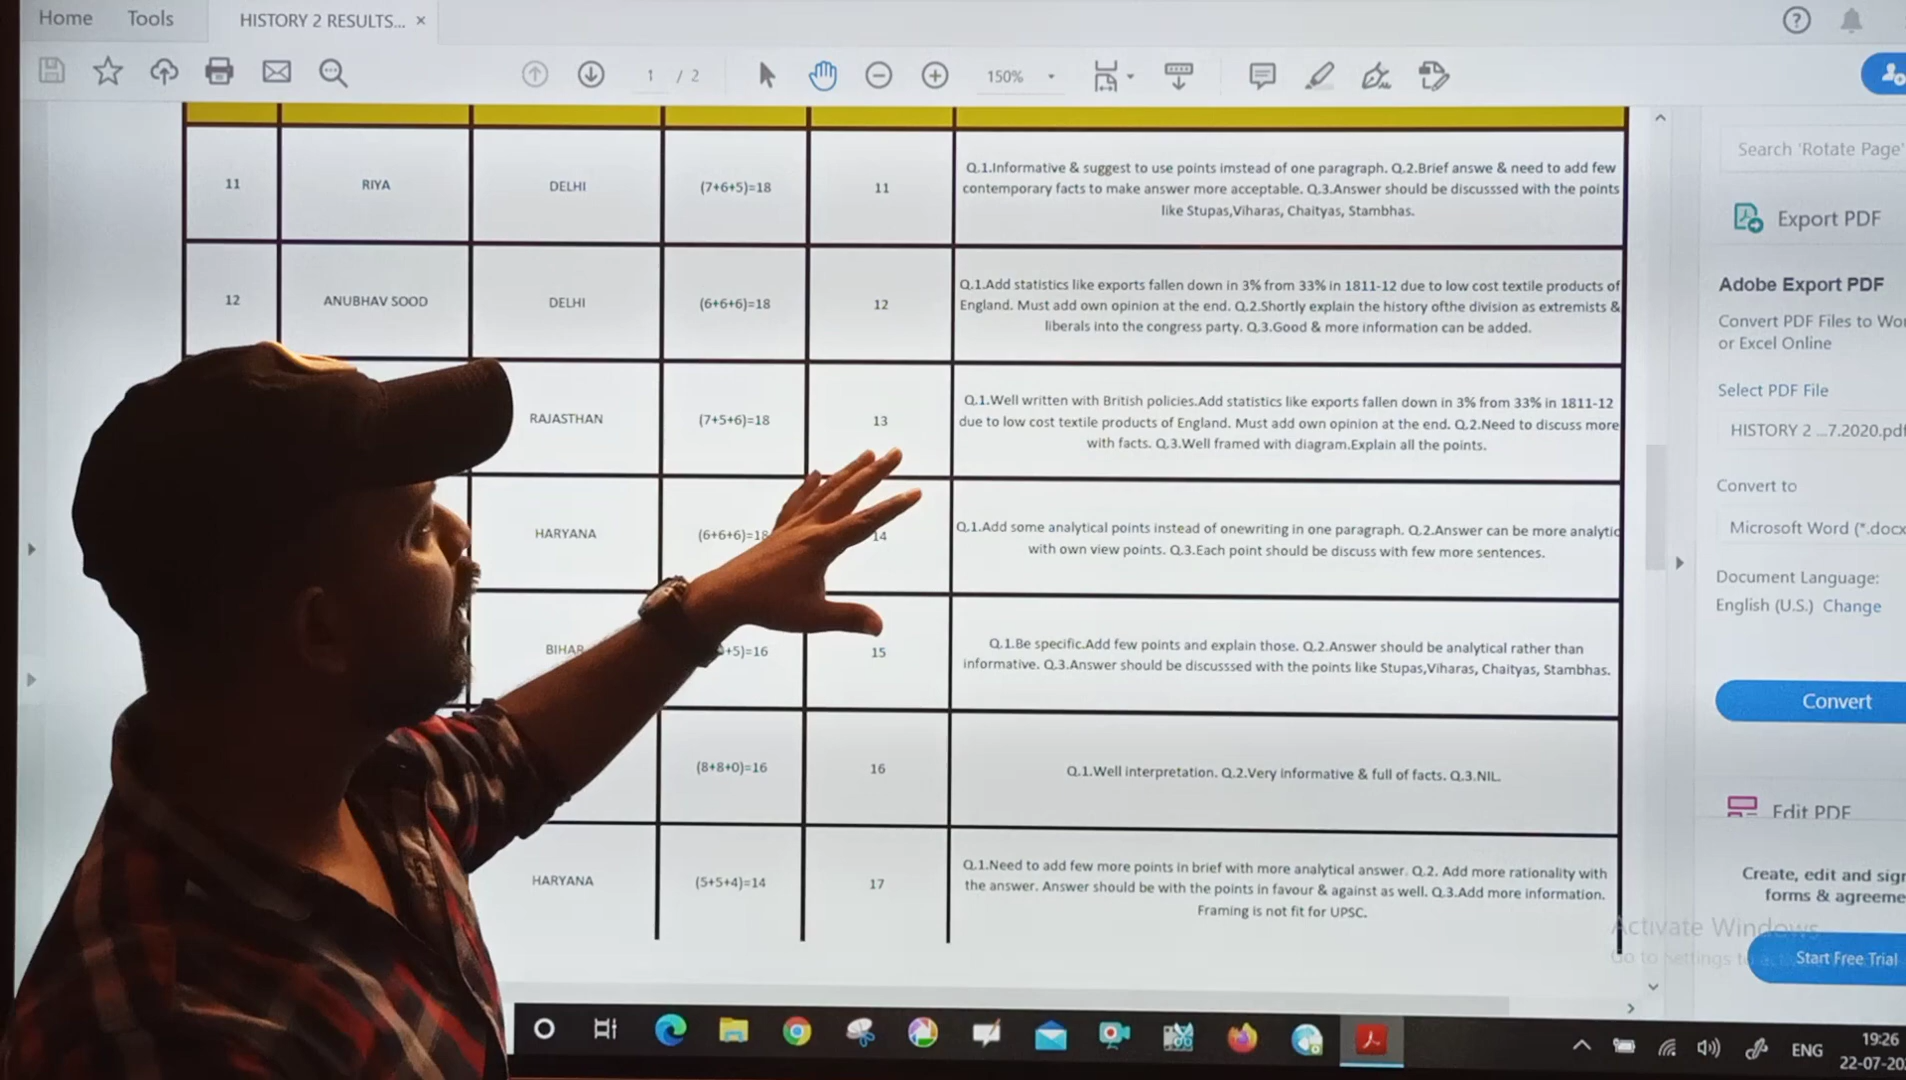 Home Tools HISTORY 2 RESULTS... ×
1 / 2 150%
Search 'Rotate Page'
Export PDF
Adobe Export PDF
Convert PDF Files to Wo
or Excel Online
Select PDF File
HISTORY 2 ...7.2020.pdf
Convert to
Microsoft Word (*.docx
Document Language:
English (U.S.) Change
Convert
Edit PDF
Create, edit and sign
forms & agreeme
Start Free Trial
11 RIYA DELHI (7+6+5)=18 11
Q.1.Informative & suggest to use points imstead of one paragraph. Q.2.Brief answe & need to add few
contemporary facts to make answer more acceptable. Q.3.Answer should be discusssed with the points
like Stupas,Viharas, Chaityas, Stambhas.
12 ANUBHAV SOOD DELHI (6+6+6)=18 12
Q.1.Add statistics like exports fallen down in 3% from 33% in 1811-12 due to low cost textile products of
England. Must add own opinion at the end. Q.2.Shortly explain the history ofthe division as extremists &
liberals into the congress party. Q.3.Good & more information can be added.
RAJASTHAN (7+5+6)=18 13
Q.1.Well written with British policies.Add statistics like exports fallen down in 3% from 33% in 1811-12
due to low cost textile products of England. Must add own opinion at the end. Q.2.Need to discuss more
with facts. Q.3.Well framed with diagram.Explain all the points.
HARYANA (6+6+6)=18 14
Q.1.Add some analytical points instead of onewriting in one paragraph. Q.2.Answer can be more analytic
with own view points. Q.3.Each point should be discuss with few more sentences.
BIHAR +5)=16 15
Q.1.Be specific.Add few points and explain those. Q.2.Answer should be analytical rather than
informative. Q.3.Answer should be discusssed with the points like Stupas,Viharas, Chaityas, Stambhas.
(8+8+0)=16 16
Q.1.Well interpretation. Q.2.Very informative & full of facts. Q.3.NIL.
HARYANA (5+5+4)=14 17
Q.1.Need to add few more points in brief with more analytical answer. Q.2. Add more rationality with
the answer. Answer should be with the points in favour & against as well. Q.3.Add more information.
Framing is not fit for UPSC.
Activate Windows
Go to Settings to
ENG 19:26
22-07-20